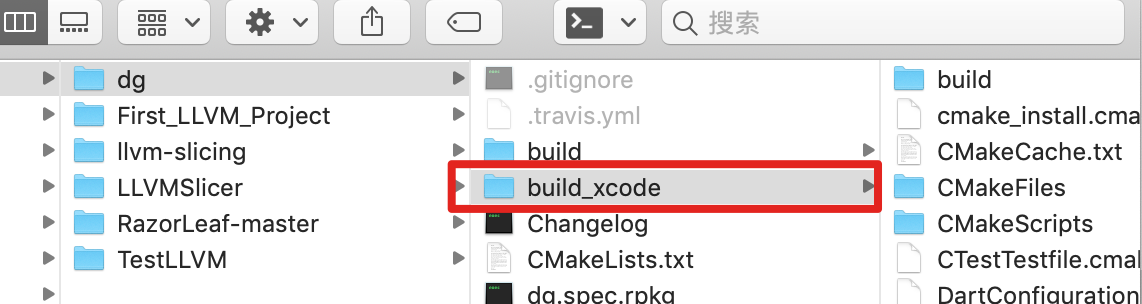 搜索
dg
First_LLVM_Project
llvm-slicing
LLVMSlicer
RazorLeaf-master
TestLLVM
.gitignore
.travis.yml
build
build_xcode
Changelog
CMakeLists.txt
dg.spec.rpkg
build
cmake_install.cma
CMakeCache.txt
CMakeFiles
CMakeScripts
CTestTestfile.cmal
DartConfiguration